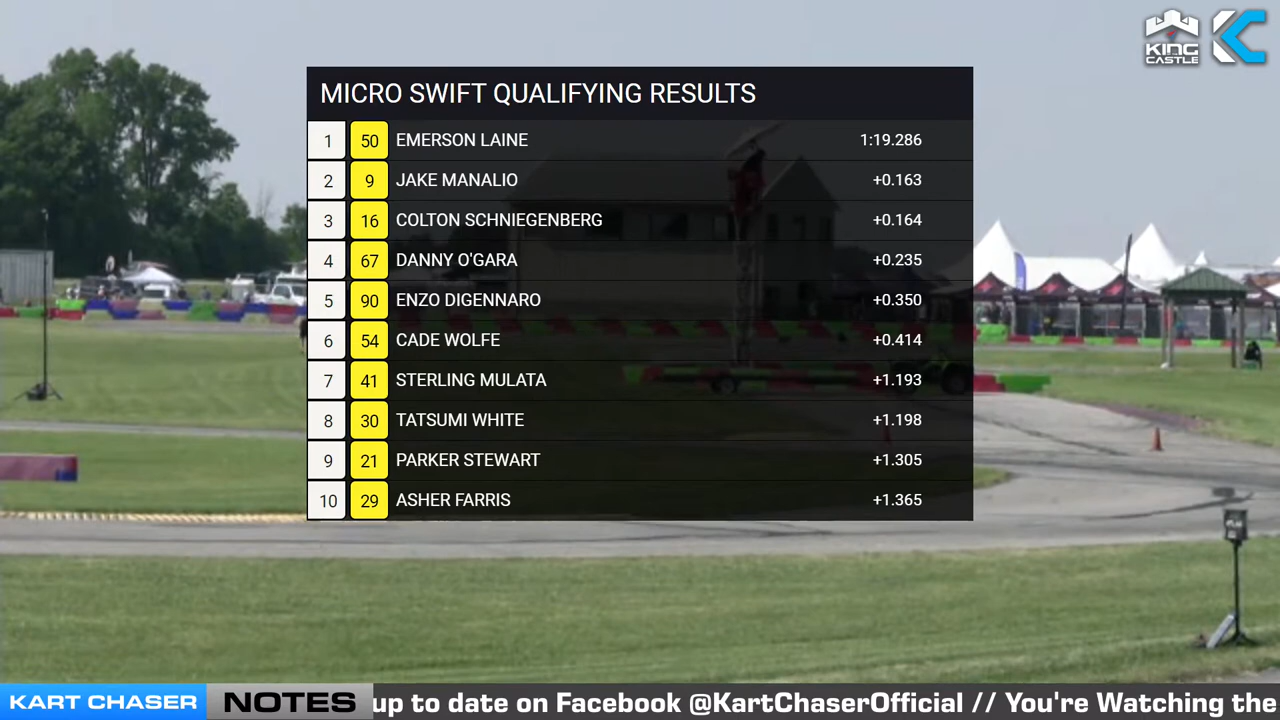 KING OF THE CASTLE
KC
MICRO SWIFT QUALIFYING RESULTS
1 50 EMERSON LAINE 1:19.286
2 9 JAKE MANALIO +0.163
3 16 COLTON SCHNIEGENBERG +0.164
4 67 DANNY O'GARA +0.235
5 90 ENZO DIGENNARO +0.350
6 54 CADE WOLFE +0.414
7 41 STERLING MULATA +1.193
8 30 TATSUMI WHITE +1.198
9 21 PARKER STEWART +1.305
10 29 ASHER FARRIS +1.365
KART CHASER NOTES up to date on Facebook @KartChaserOfficial // You're Watching the